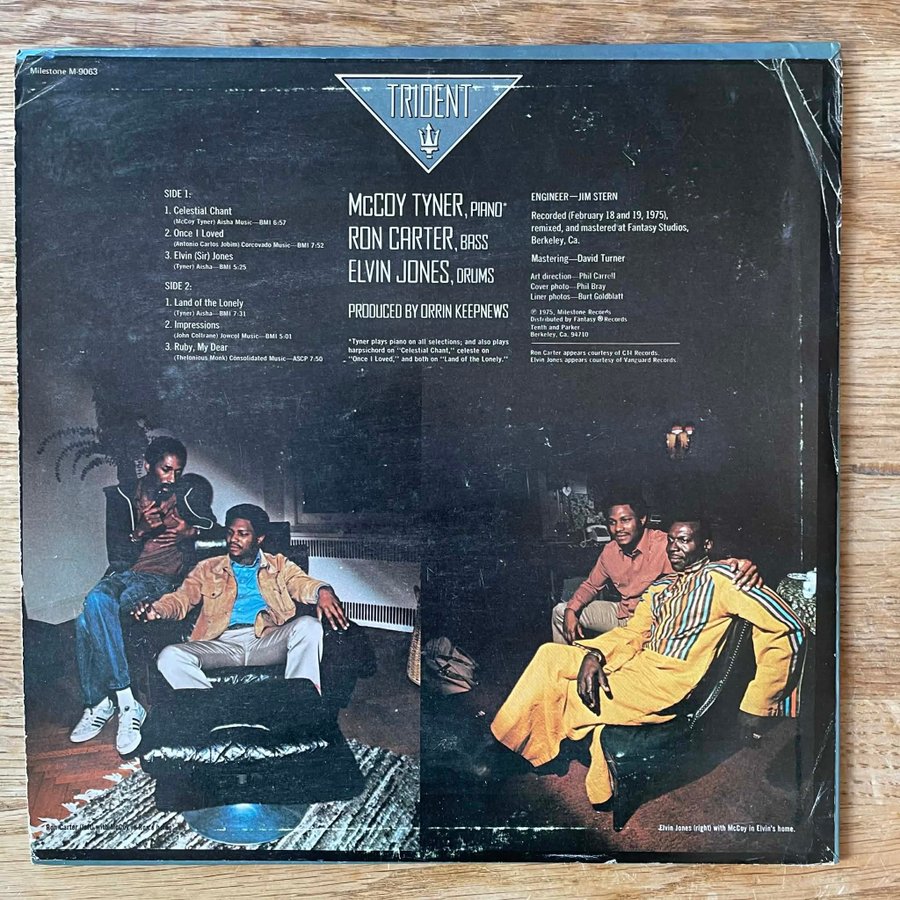 Milestone M-9063
TRIDENT
SIDE 1:
1. Celestial Chant
(McCoy Tyner) Aisha Music—BMI 6:57
2. Once I Loved
(Antonio Carlos Jobim) Corcovado Music—BMI 7:52
3. Elvin (Sir) Jones
(Tyner) Aisha—BMI 5:25
SIDE 2:
1. Land of the Lonely
(Tyner) Aisha—BMI 7:31
2. Impressions
(John Coltrane) Jowcol Music—BMI 5:01
3. Ruby, My Dear
(Thelonious Monk) Consolidated Music—ASCP 7:50
McCOY TYNER, PIANO*
RON CARTER, BASS
ELVIN JONES, DRUMS
PRODUCED BY ORRIN KEEPNEWS
*Tyner plays piano on all selections; and also plays
harpsichord on "Celestial Chant," celeste on
"Once I Loved," and both on "Land of the Lonely."
ENGINEER—JIM STERN
Recorded (February 18 and 19, 1975),
remixed, and mastered at Fantasy Studios,
Berkeley, Ca.
Mastering—David Turner
Art direction—Phil Carroll
Cover photo—Phil Bray
Liner photos—Burt Goldblatt
℗ 1975, Milestone Records
Distributed by Fantasy ® Records
Tenth and Parker
Berkeley, Ca. 94710
Ron Carter appears courtesy of CTI Records.
Elvin Jones appears courtesy of Vanguard Records.
Ron Carter (left) with McCoy in Ron's home.
Elvin Jones (right) with McCoy in Elvin's home.